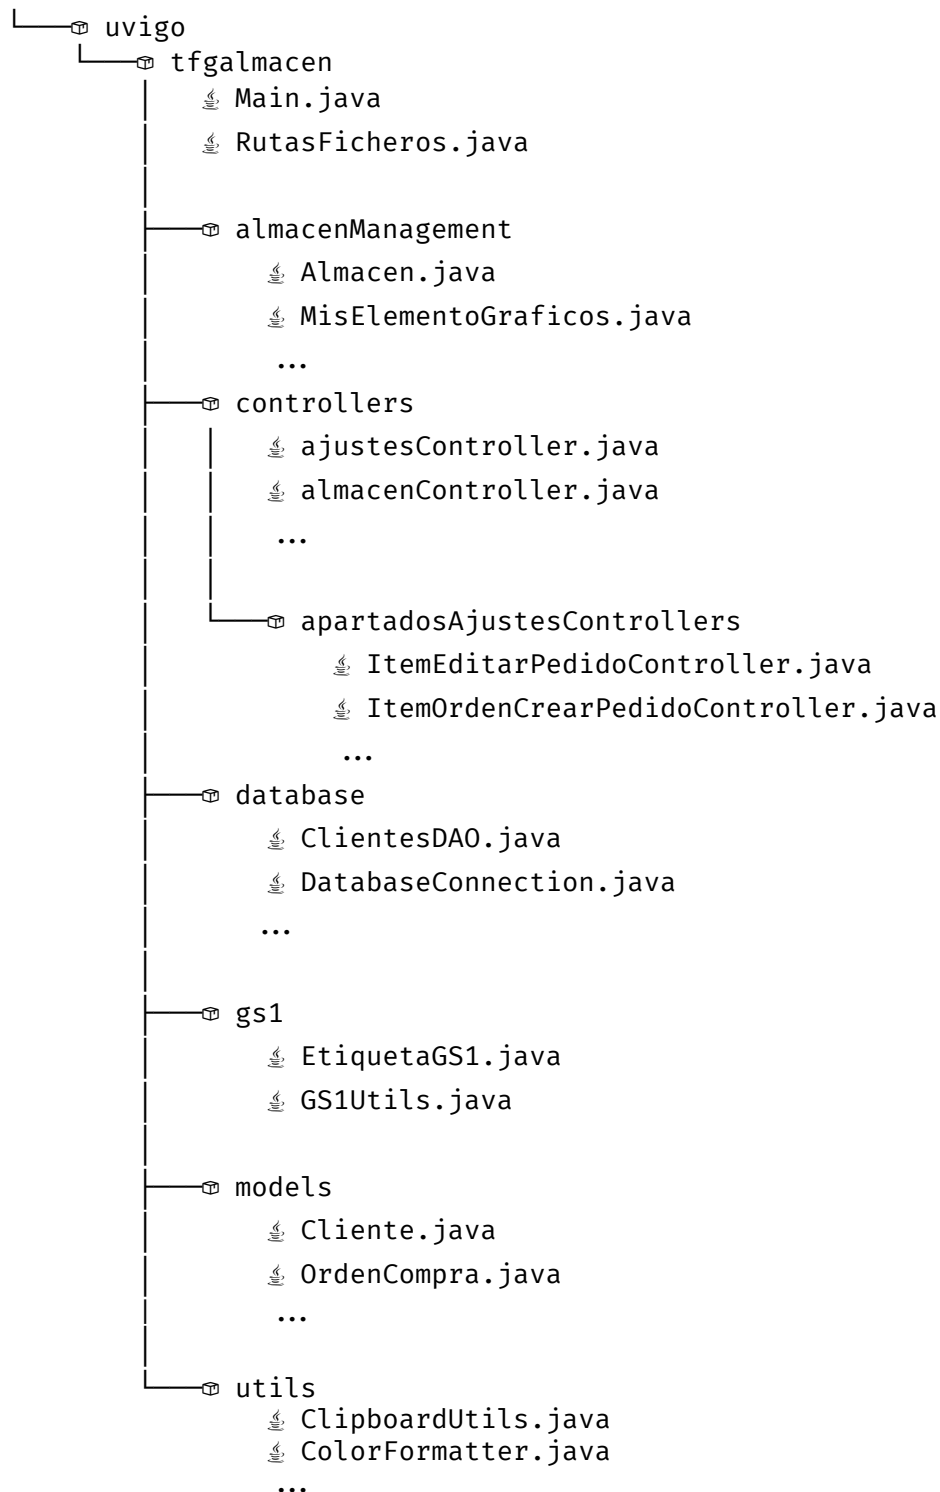 uvigo
tfgalmacen
Main.java
RutasFicheros.java
almacenManagement
Almacen.java
MisElementoGraficos.java
...
controllers
ajustesController.java
almacenController.java
...
apartadosAjustesControllers
ItemEditarPedidoController.java
ItemOrdenCrearPedidoController.java
...
database
ClientesDAO.java
DatabaseConnection.java
...
gs1
EtiquetaGS1.java
GS1Utils.java
models
Cliente.java
OrdenCompra.java
...
utils
ClipboardUtils.java
ColorFormatter.java
...